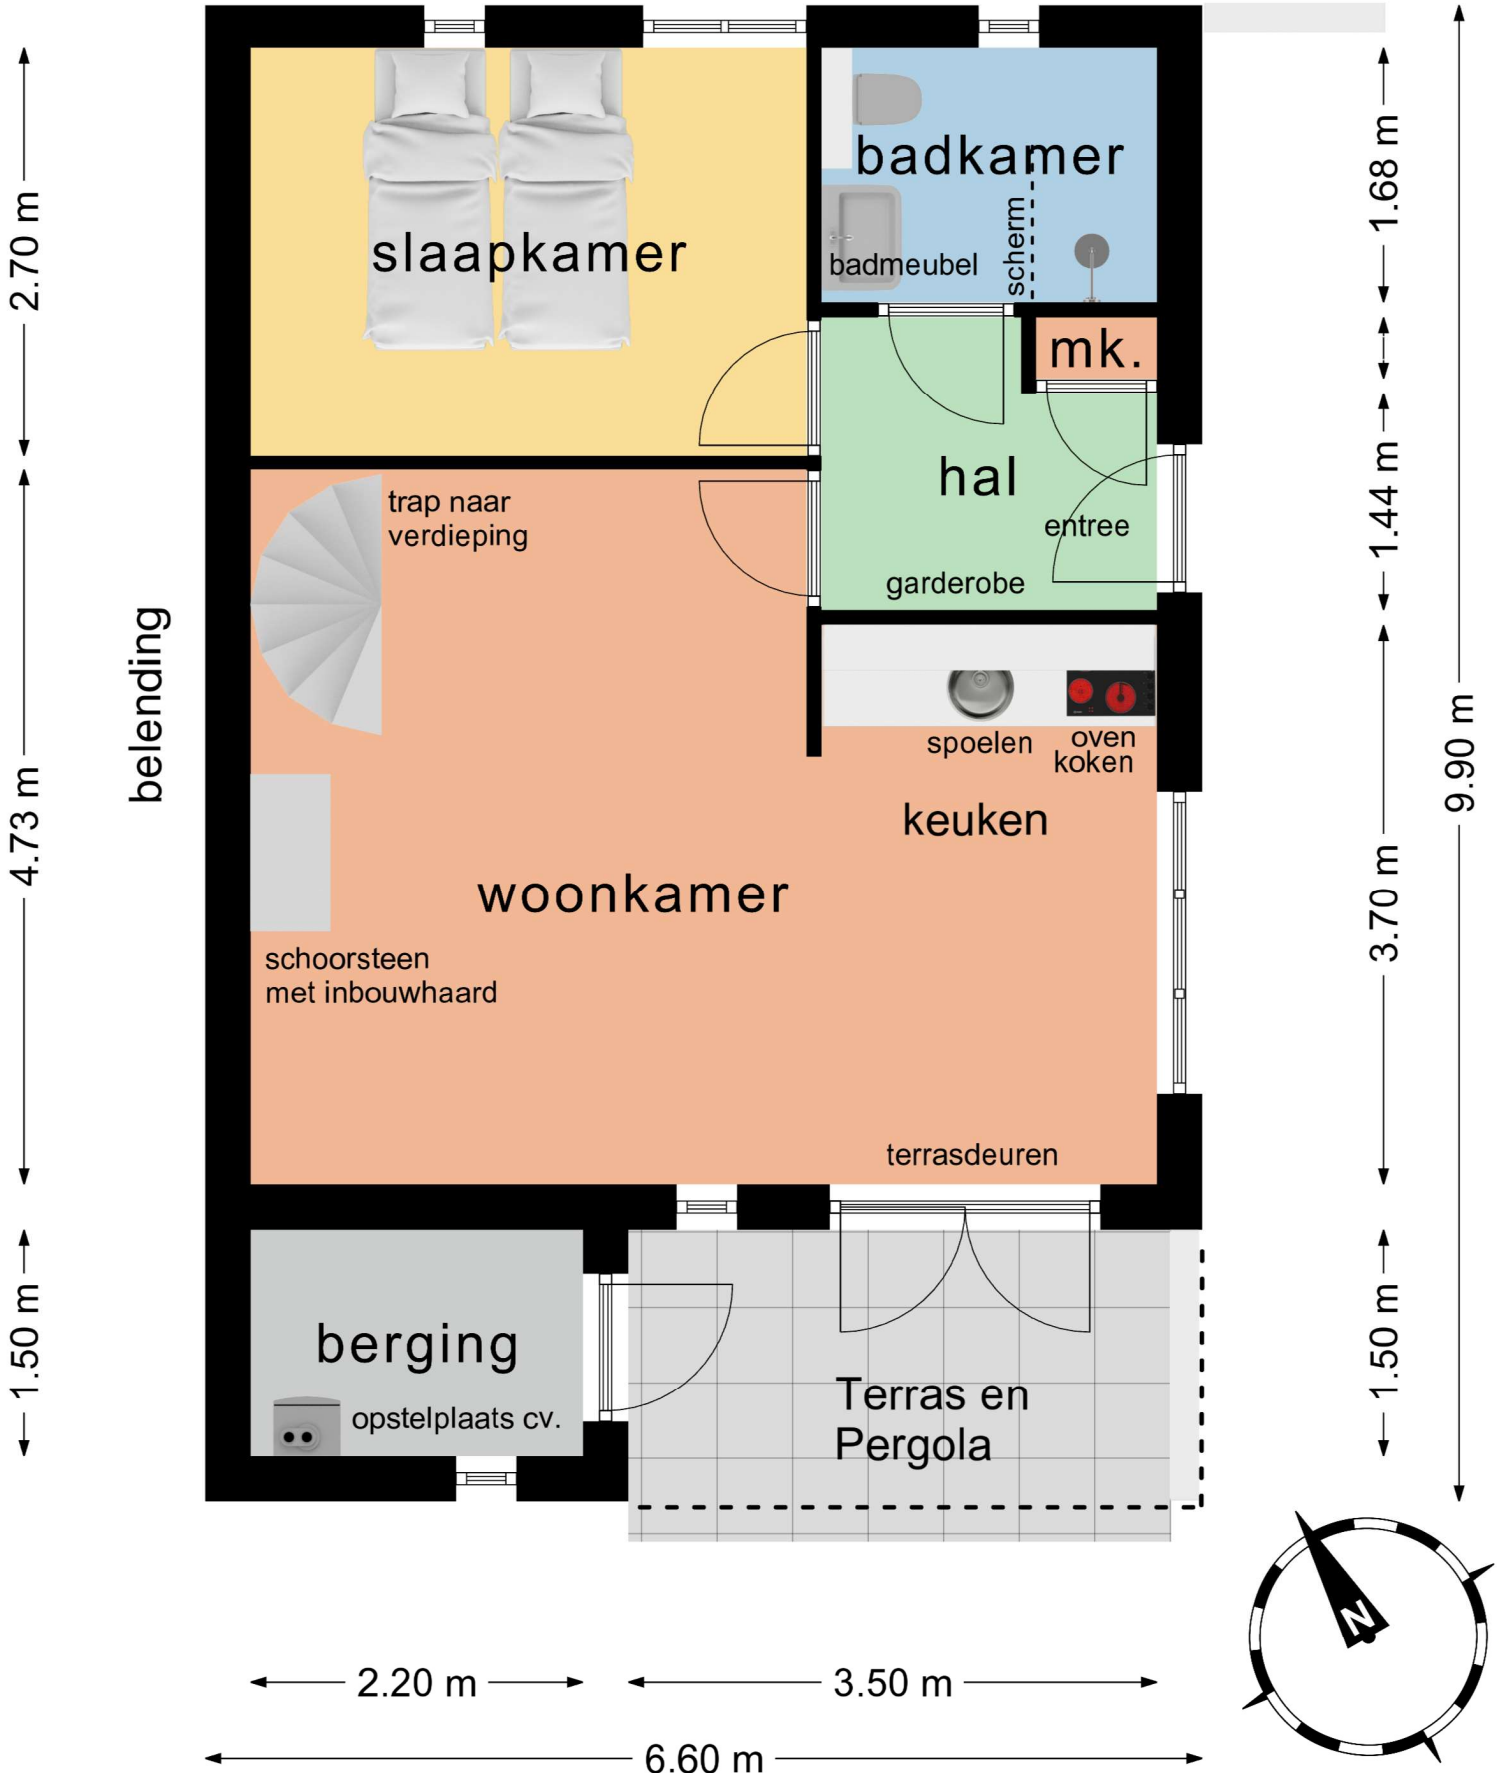 slaapkamer
badkamer
scherm
badmeubel
mk.
hal
entree
garderobe
trap naar
verdieping
spoelen
oven
koken
keuken
woonkamer
schoorsteen
met inbouwhaard
terrasdeuren
berging
opstelplaats cv.
Terras en
Pergola
belending
2.70 m
4.73 m
1.50 m
1.68 m
1.44 m
3.70 m
1.50 m
9.90 m
2.20 m
3.50 m
6.60 m
N